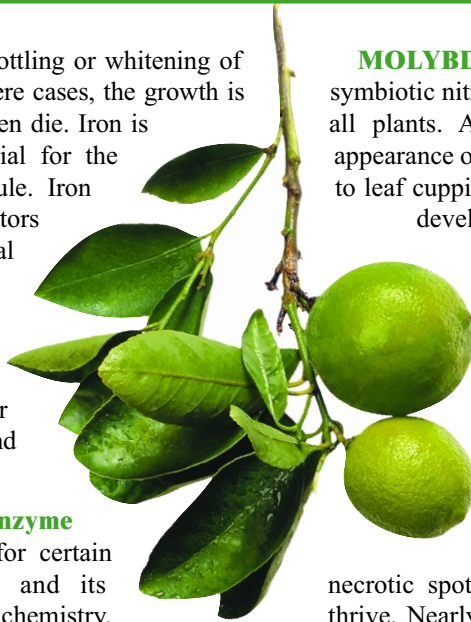 ottling or whitening of
ere cases, the growth is
en die. Iron is
ial for the
ule. Iron
tors
al
r
nd
nzyme
for certain
and its
chemistry.
MOLYBD
symbiotic nit
all plants. A
appearance o
to leaf cuppi
devel
necrotic spot
thrive. Nearly